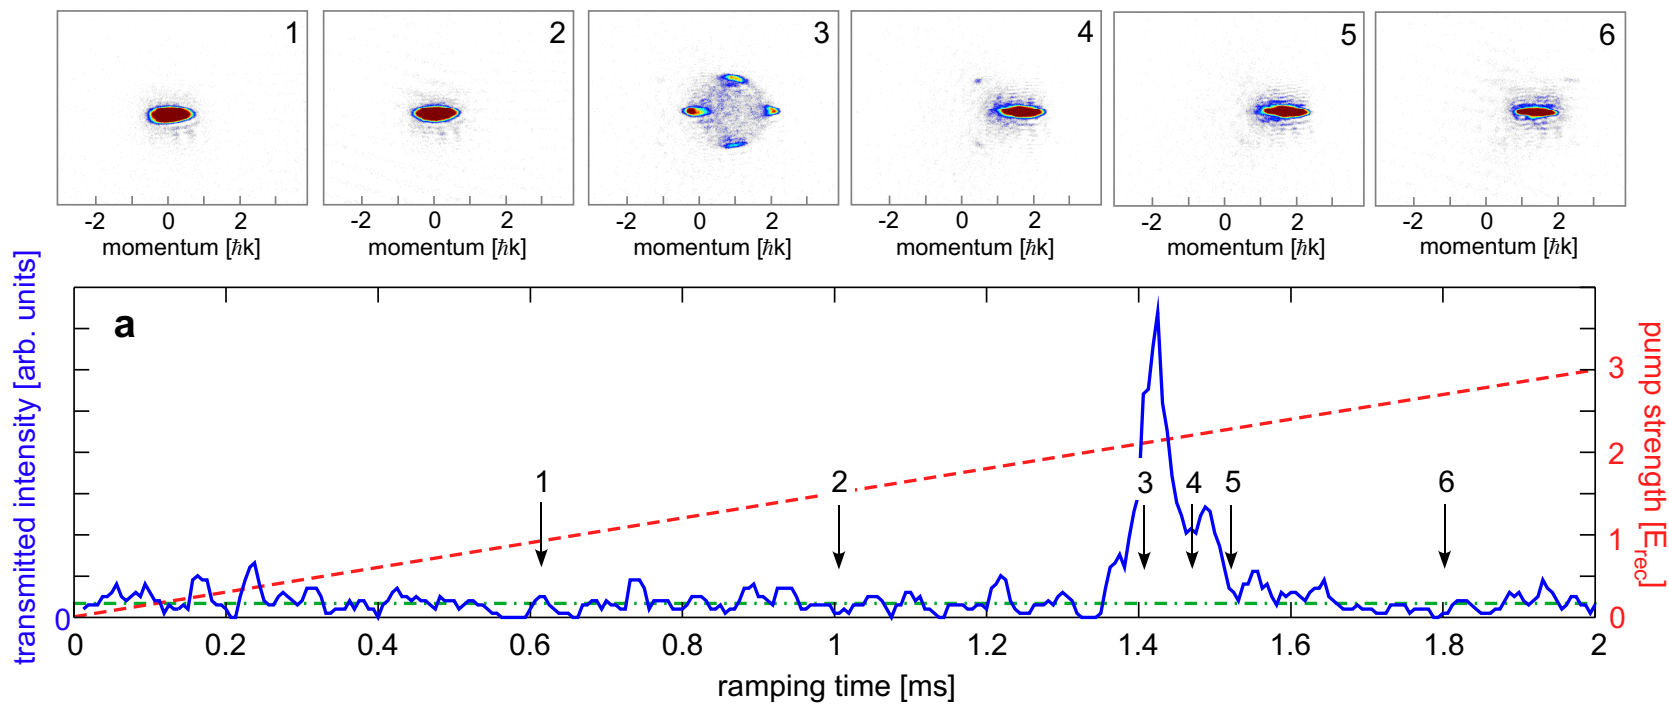 1
2
3
4
5
6
-2 0 2
-2 0 2
-2 0 2
-2 0 2
-2 0 2
-2 0 2
momentum [ħk]
momentum [ħk]
momentum [ħk]
momentum [ħk]
momentum [ħk]
momentum [ħk]
transmitted intensity [arb. units]
a
1
2
3
4
5
6
0
0 0.2 0.4 0.6 0.8 1 1.2 1.4 1.6 1.8 2
ramping time [ms]
3
2
1
0
pump strength [Erec]